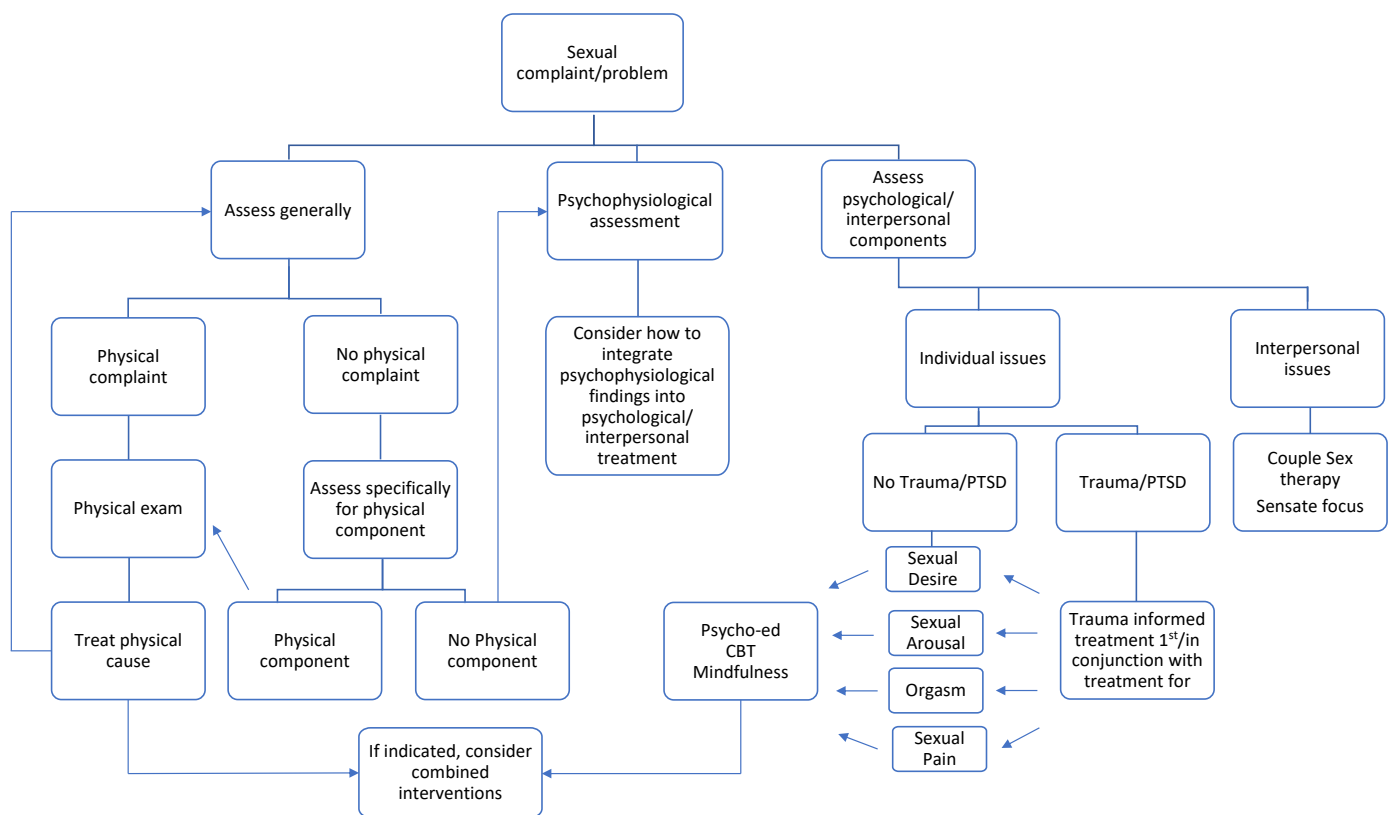 Sexual
complaint/problem
Assess generally
Psychophysiological
assessment
Assess
psychological/
interpersonal
components
Physical
complaint
No physical
complaint
Consider how to
integrate
psychophysiological
findings into
psychological/
interpersonal
treatment
Individual issues
Interpersonal
issues
Physical exam
Assess specifically
for physical
component
No Trauma/PTSD
Trauma/PTSD
Couple Sex
therapy
Sensate focus
Treat physical
cause
Physical
component
No Physical
component
Psycho-ed
CBT
Mindfulness
Sexual
Desire
Sexual
Arousal
Orgasm
Sexual
Pain
Trauma informed
treatment 1st/in
conjunction with
treatment for
If indicated, consider
combined
interventions